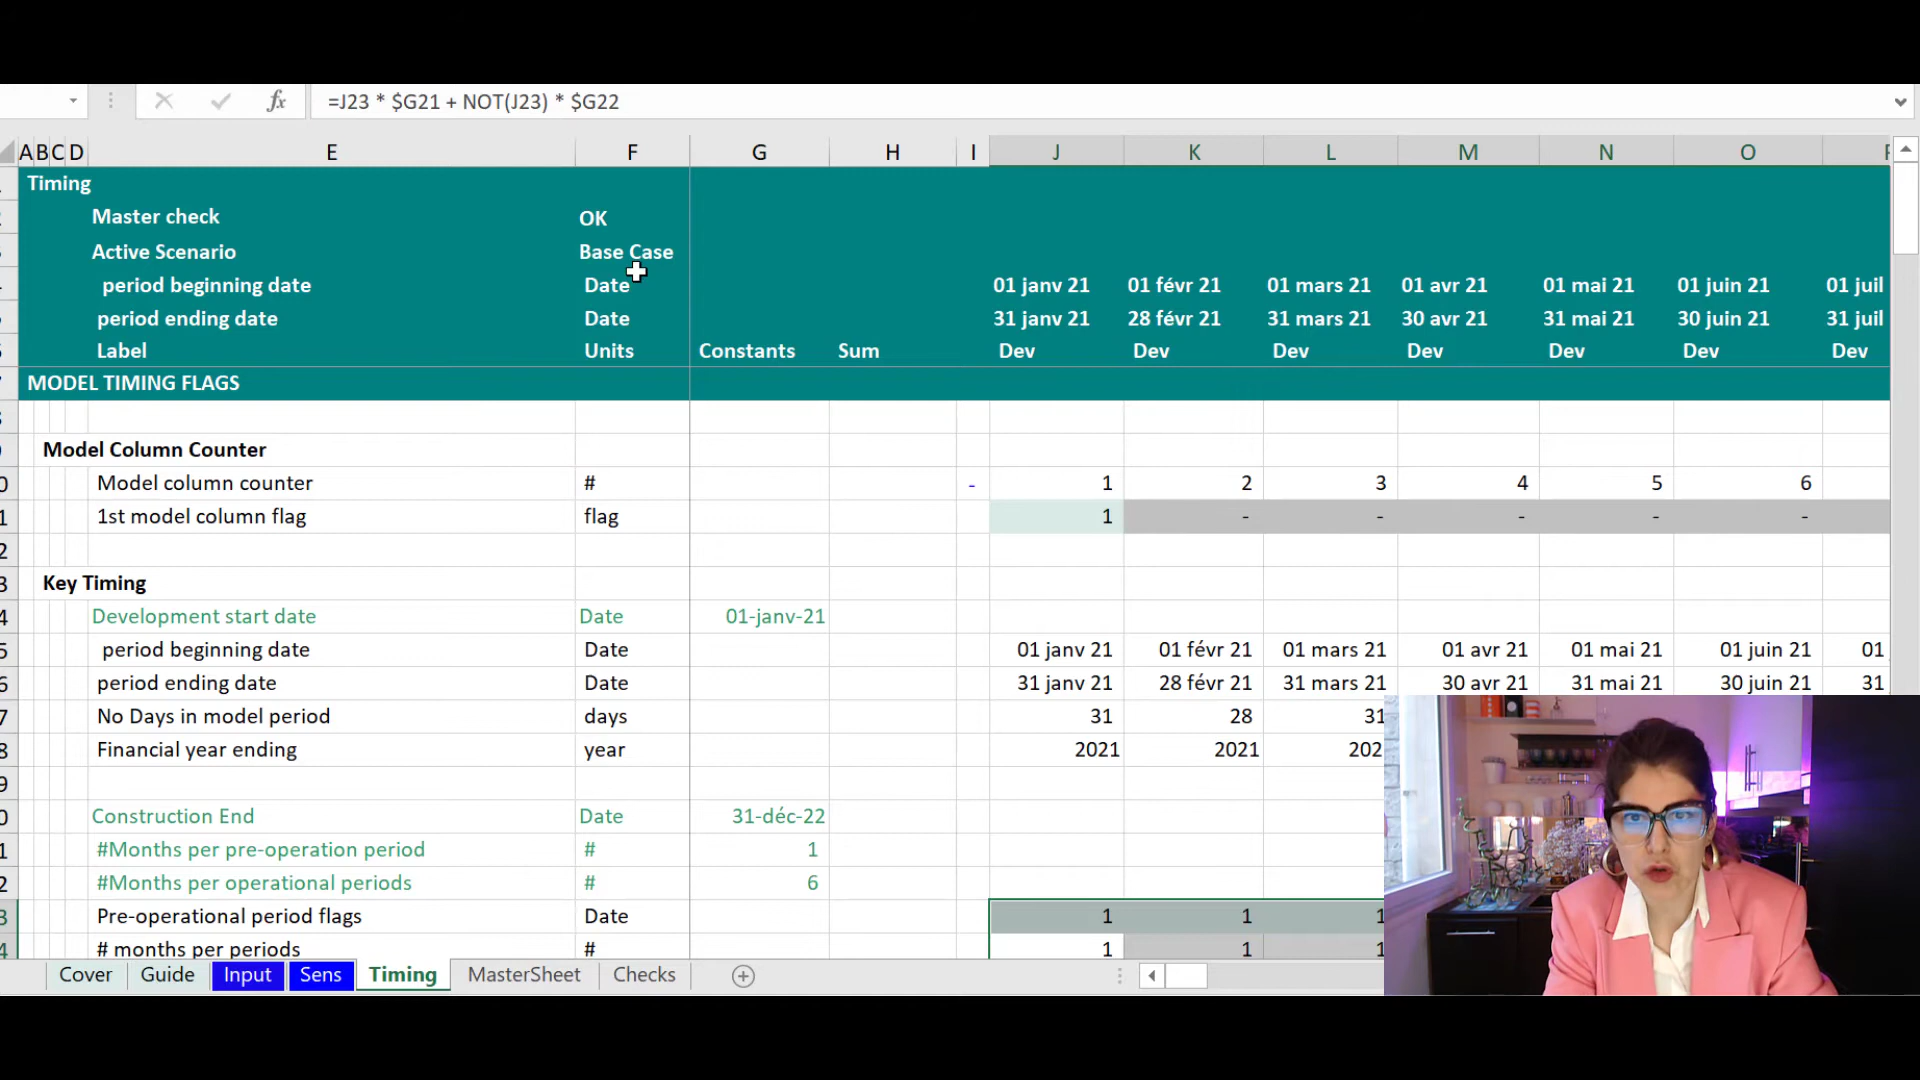 =J23 * $G21 + NOT(J23) * $G22
A B C D E F G H I J K L M N O
Timing
Master check OK
Active Scenario Base Case
period beginning date Date 01 janv 21 01 févr 21 01 mars 21 01 avr 21 01 mai 21 01 juin 21 01 juil
period ending date Date 31 janv 21 28 févr 21 31 mars 21 30 avr 21 31 mai 21 30 juin 21 31 juil
Label Units Constants Sum Dev Dev Dev Dev Dev Dev Dev
MODEL TIMING FLAGS
Model Column Counter
Model column counter # - 1 2 3 4 5 6
1st model column flag flag 1 - - - - -
Key Timing
Development start date Date 01-janv-21
period beginning date Date 01 janv 21 01 févr 21 01 mars 21 01 avr 21 01 mai 21 01 juin 21 01
period ending date Date 31 janv 21 28 févr 21 31 mars 21 30 avr 21 31 mai 21 30 juin 21 31
No Days in model period days 31 28 31
Financial year ending year 2021 2021 202
Construction End Date 31-déc-22
#Months per pre-operation period # 1
#Months per operational periods # 6
Pre-operational period flags Date 1 1 1
# months per periods # 1 1 1
Cover Guide Input Sens Timing MasterSheet Checks